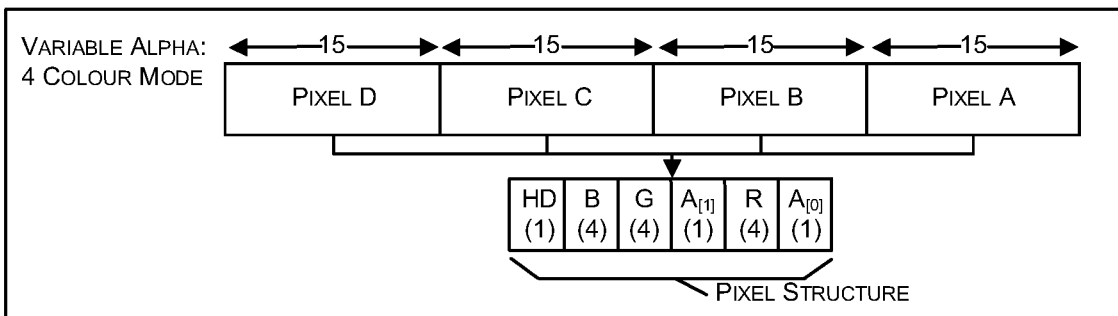 VARIABLE ALPHA:
4 COLOUR MODE
15 15 15 15
PIXEL D PIXEL C PIXEL B PIXEL A
HD B G A[1] R A[0]
(1) (4) (4) (1) (4) (1)
PIXEL STRUCTURE